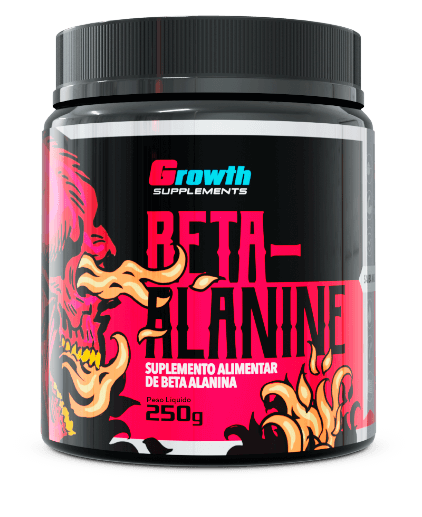 Growth
SUPPLEMENTS
BETA-
ALANINE
SUPLEMENTO ALIMENTAR
DE BETA ALANINA
Peso Líquido
250g